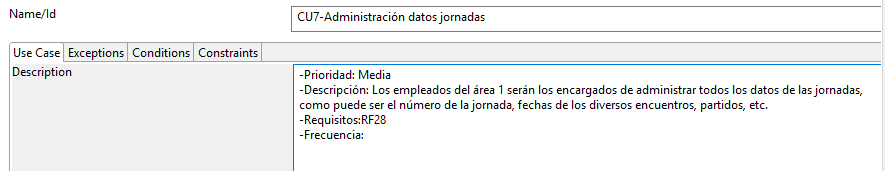 Name/Id
CU7-Administración datos jornadas
Use Case Exceptions Conditions Constraints
Description
-Prioridad: Media
-Descripción: Los empleados del área 1 serán los encargados de administrar todos los datos de las jornadas,
como puede ser el número de la jornada, fechas de los diversos encuentros, partidos, etc.
-Requisitos:RF28
-Frecuencia: